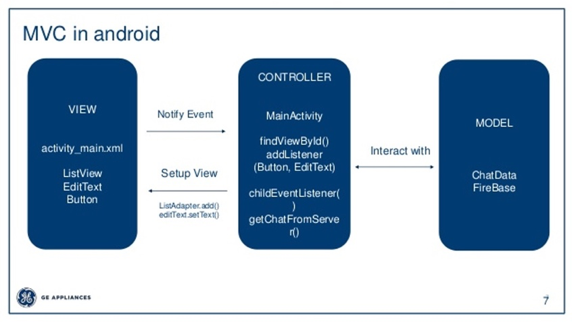 MVC in android
VIEW
activity_main.xml
ListView
EditText
Button
Notify Event
Setup View
ListAdapter.add()
editText.setText()
CONTROLLER
MainActivity
findViewById()
addListener
(Button, EditText)
childEventListener(
)
getChatFromServe
r()
Interact with
MODEL
ChatData
FireBase
GE APPLIANCES
7